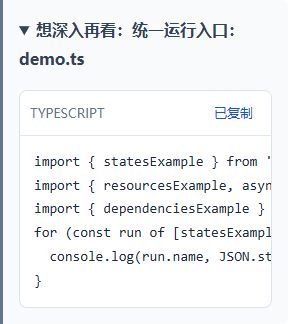 ▼ 想深入再看：统一运行入口：
demo.ts
TYPESCRIPT 已复制
import { statesExample } from '
import { resourcesExample, asyn
import { dependenciesExample }
for (const run of [statesExampl
  console.log(run.name, JSON.st
}